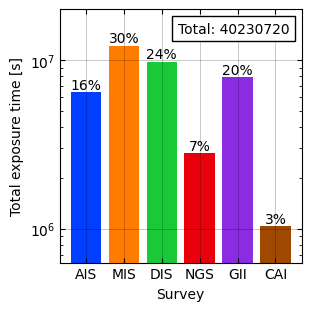 Total: 40230720
10⁷
10⁶
Total exposure time [s]
16%
30%
24%
7%
20%
3%
AIS MIS DIS NGS GII CAI
Survey